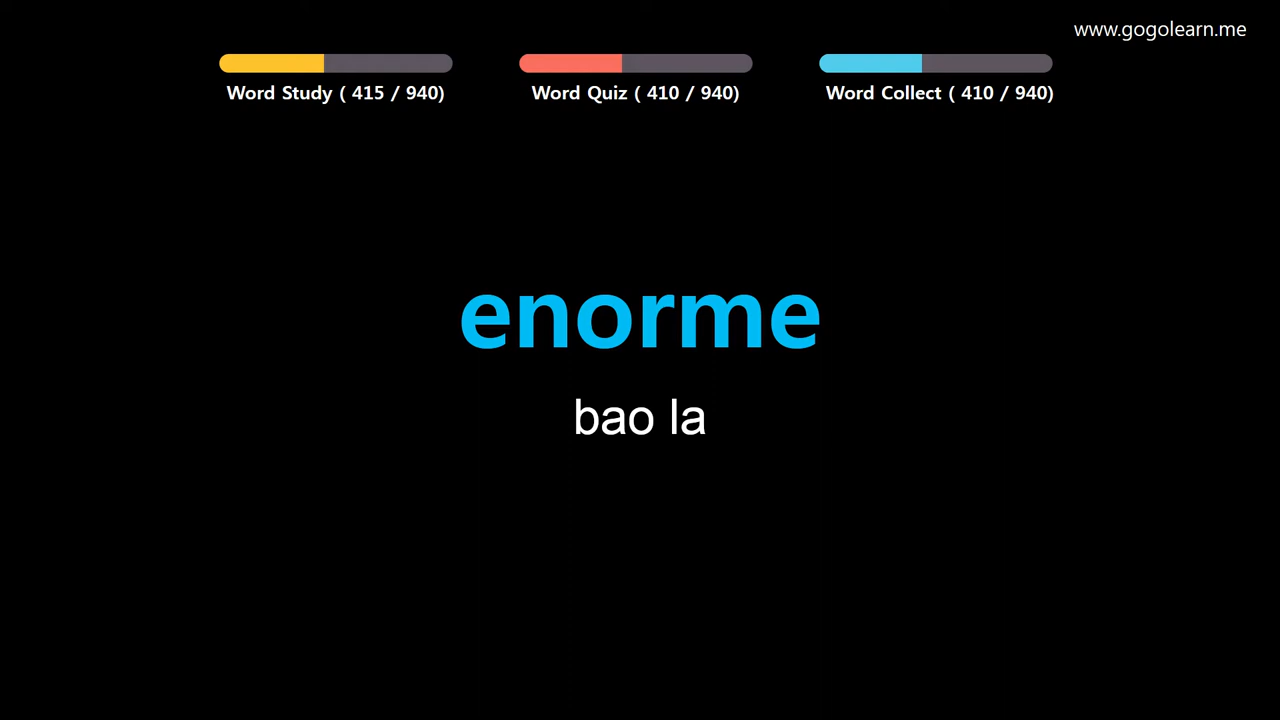 www.gogolearn.me
Word Study ( 415 / 940)
Word Quiz ( 410 / 940)
Word Collect ( 410 / 940)
enorme
bao la